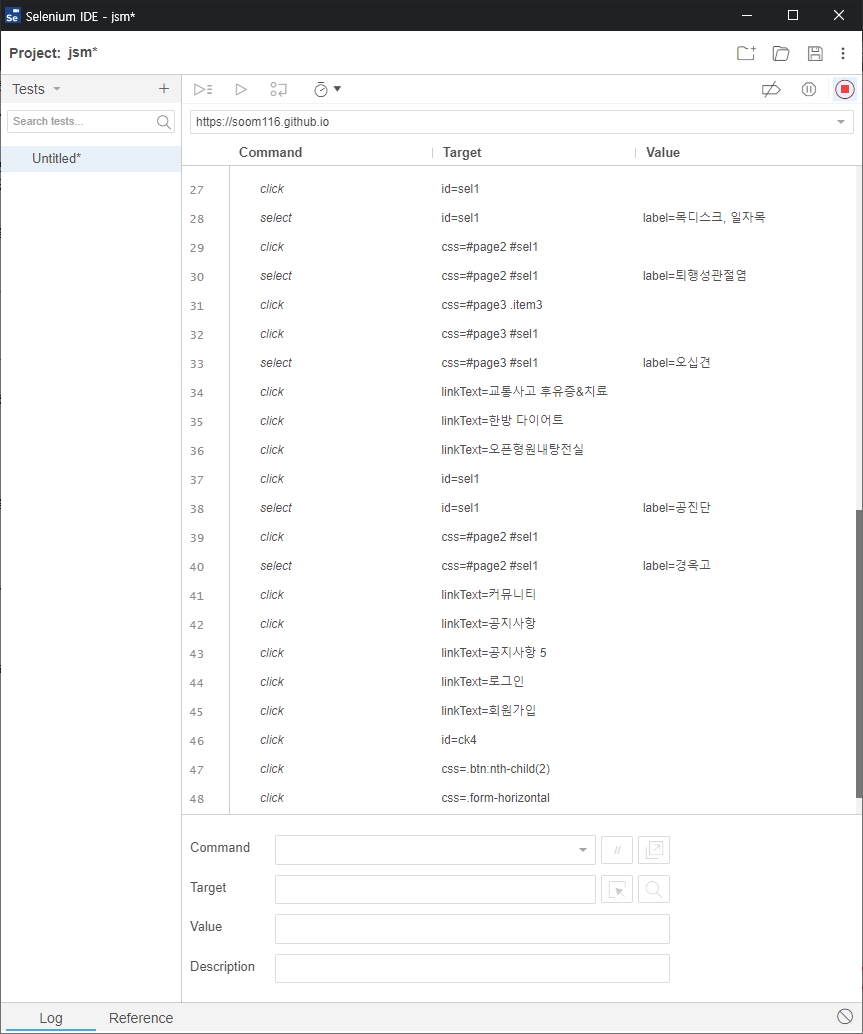 Selenium IDE - jsm*
Project: jsm*
Tests
Search tests...
Untitled*
https://soom116.github.io
Command Target Value
27 click id=sel1
28 select id=sel1 label=목디스크, 일자목
29 click css=#page2 #sel1
30 select css=#page2 #sel1 label=퇴행성관절염
31 click css=#page3 .item3
32 click css=#page3 #sel1
33 select css=#page3 #sel1 label=오십견
34 click linkText=교통사고 후유증&치료
35 click linkText=한방 다이어트
36 click linkText=오픈형원내탕전실
37 click id=sel1
38 select id=sel1 label=공진단
39 click css=#page2 #sel1
40 select css=#page2 #sel1 label=경옥고
41 click linkText=커뮤니티
42 click linkText=공지사항
43 click linkText=공지사항 5
44 click linkText=로그인
45 click linkText=회원가입
46 click id=ck4
47 click css=.btn:nth-child(2)
48 click css=.form-horizontal
Command //
Target
Value
Description
Log Reference